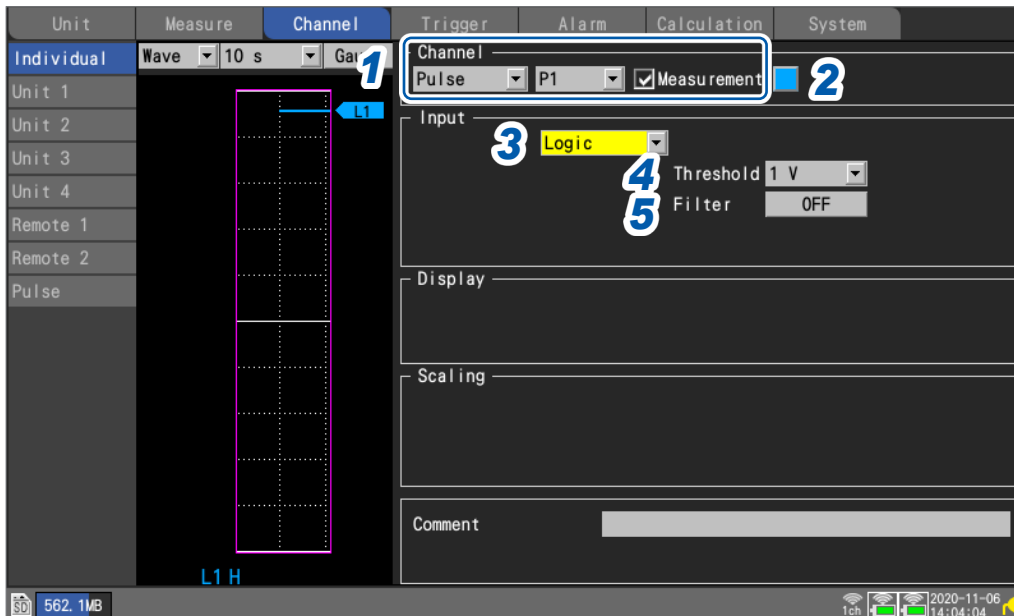 Unit Measure Channel Trigger Alarm Calculation System
Individual
Unit 1
Unit 2
Unit 3
Unit 4
Remote 1
Remote 2
Pulse
Wave 10 s
L1
L1 H
1
Channel
Pulse P1 Measurement 2
Input
3 Logic
4 Threshold 1 V
5 Filter OFF
Display
Scaling
Comment
SD 562.1MB
1ch
2020-11-06
14:04:04